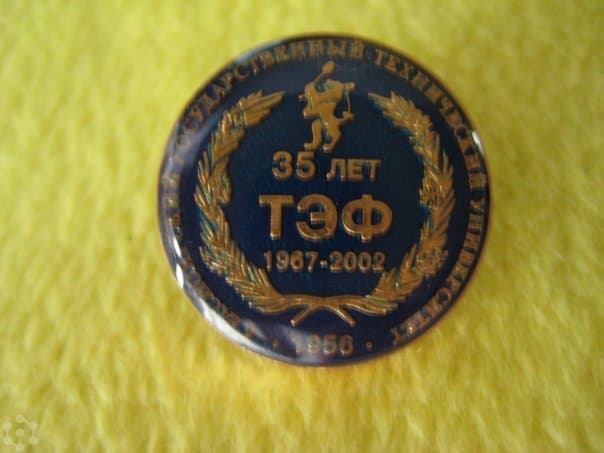 ГОСУДАРСТВЕННЫЙ ТЕХНИЧЕСКИЙ УНИВЕРСИТЕТ
35 ЛЕТ
ТЭФ
1967-2002
· 1956 ·